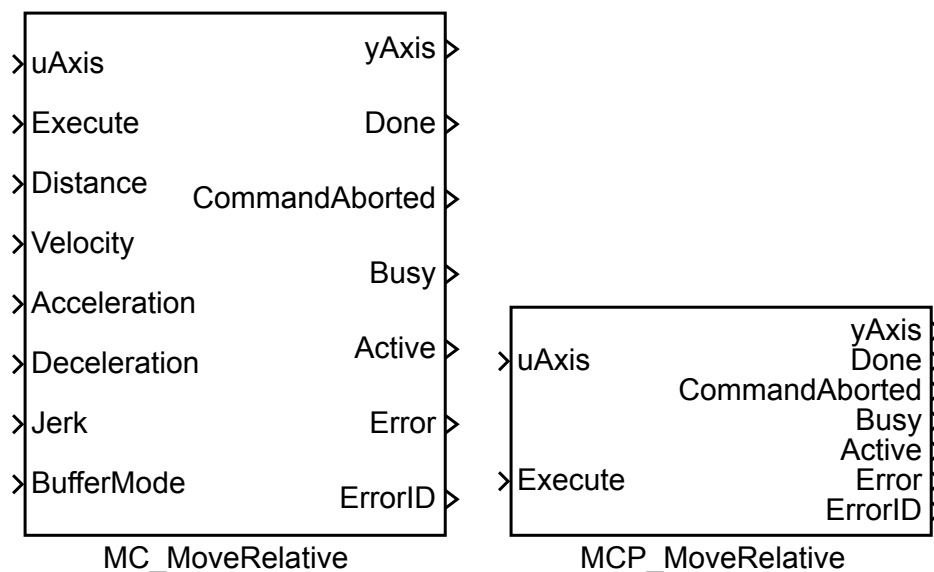 uAxis
Execute
Distance
Velocity
Acceleration
Deceleration
Jerk
BufferMode
yAxis
Done
CommandAborted
Busy
Active
Error
ErrorID
MC_MoveRelative
uAxis
Execute
yAxis
Done
CommandAborted
Busy
Active
Error
ErrorID
MCP_MoveRelative